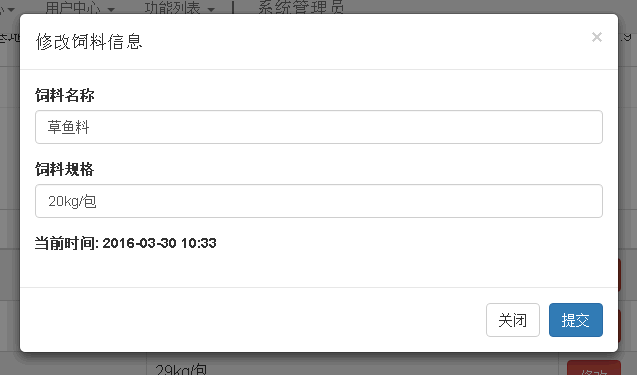 用户中心 功能列表 | 系统管理员
修改饲料信息 ×
饲料名称
草鱼料
饲料规格
20kg/包
当前时间: 2016-03-30 10:33
关闭 提交
29kg/包 修改